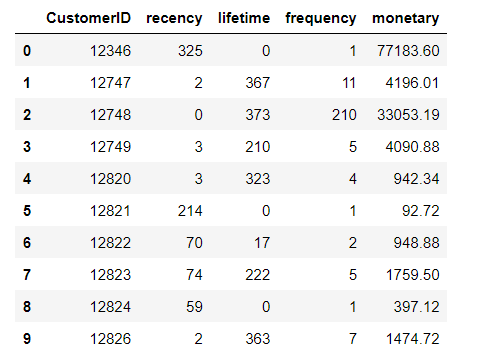 CustomerID recency lifetime frequency monetary
0 12346 325 0 1 77183.60
1 12747 2 367 11 4196.01
2 12748 0 373 210 33053.19
3 12749 3 210 5 4090.88
4 12820 3 323 4 942.34
5 12821 214 0 1 92.72
6 12822 70 17 2 948.88
7 12823 74 222 5 1759.50
8 12824 59 0 1 397.12
9 12826 2 363 7 1474.72